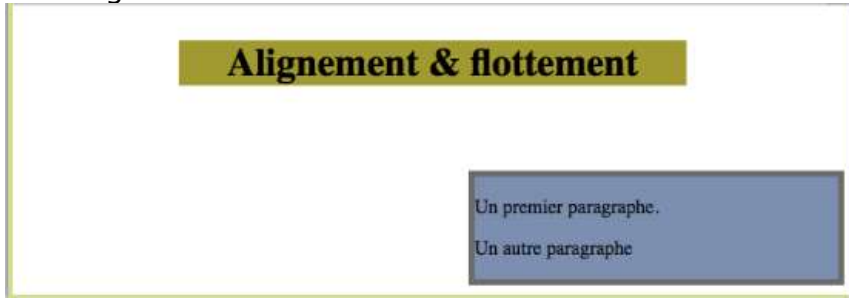 Alignement & flottement
Un premier paragraphe.
Un autre paragraphe